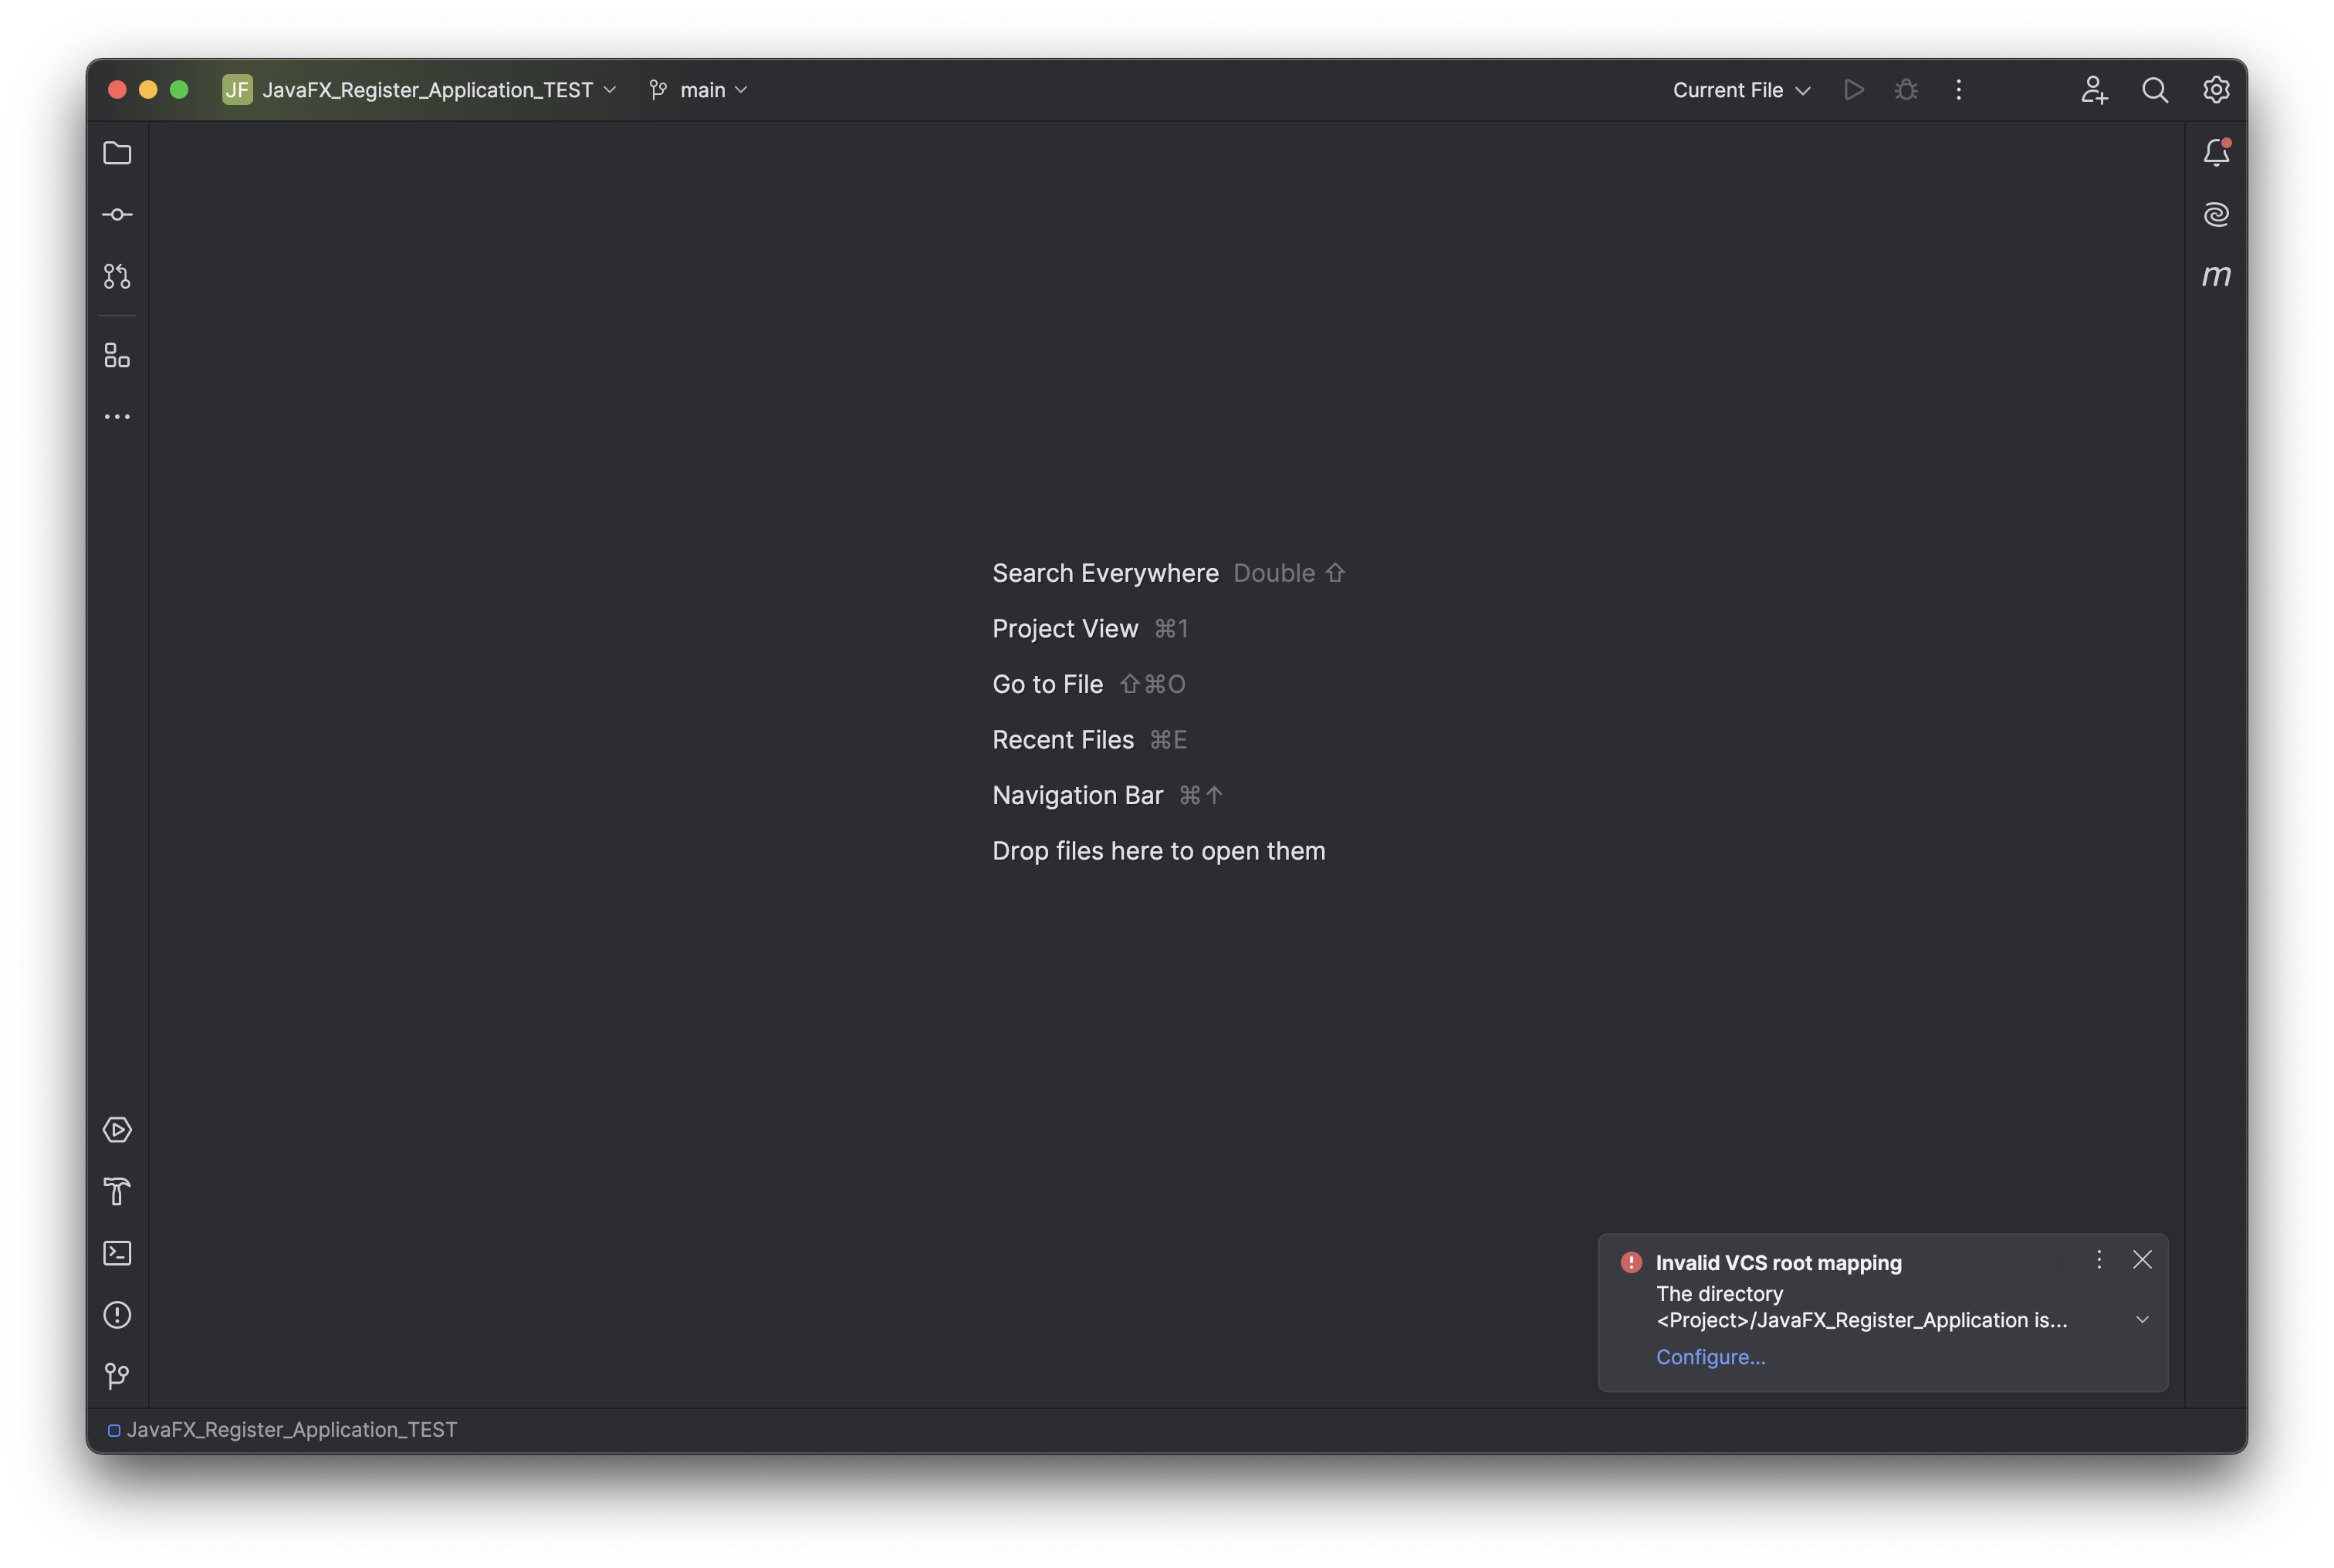 JF JavaFX_Register_Application_TEST main Current File
m
Search Everywhere Double ⇧
Project View ⌘1
Go to File ⇧⌘O
Recent Files ⌘E
Navigation Bar ⌘↑
Drop files here to open them
Invalid VCS root mapping
The directory
<Project>/JavaFX_Register_Application is...
Configure...
JavaFX_Register_Application_TEST